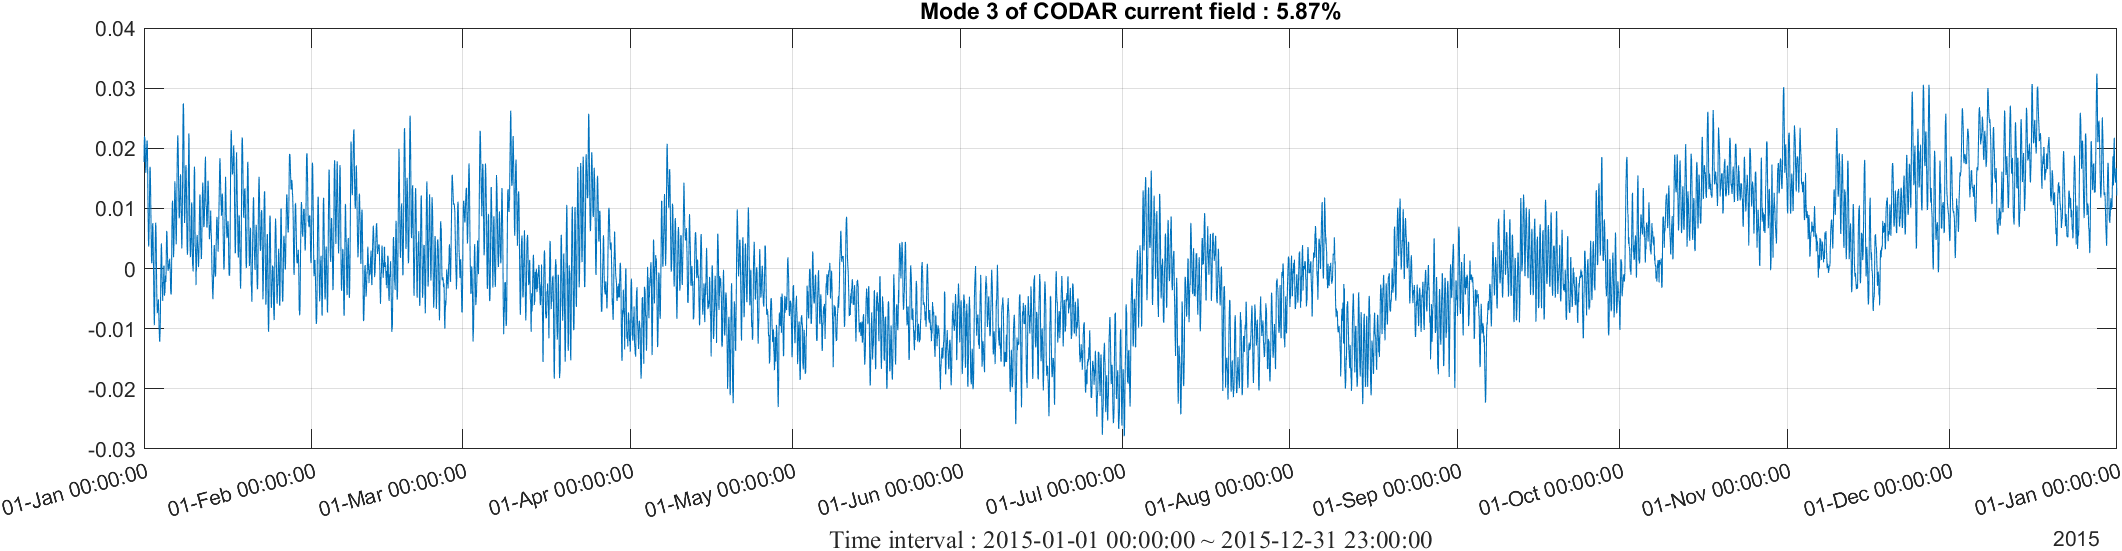 Mode 3 of CODAR current field : 5.87%
0.04
0.03
0.02
0.01
0
-0.01
-0.02
-0.03
01-Jan 00:00:00
01-Feb 00:00:00
01-Mar 00:00:00
01-Apr 00:00:00
01-May 00:00:00
01-Jun 00:00:00
01-Jul 00:00:00
01-Aug 00:00:00
01-Sep 00:00:00
01-Oct 00:00:00
01-Nov 00:00:00
01-Dec 00:00:00
01-Jan 00:00:00
2015
Time interval : 2015-01-01 00:00:00 ~ 2015-12-31 23:00:00